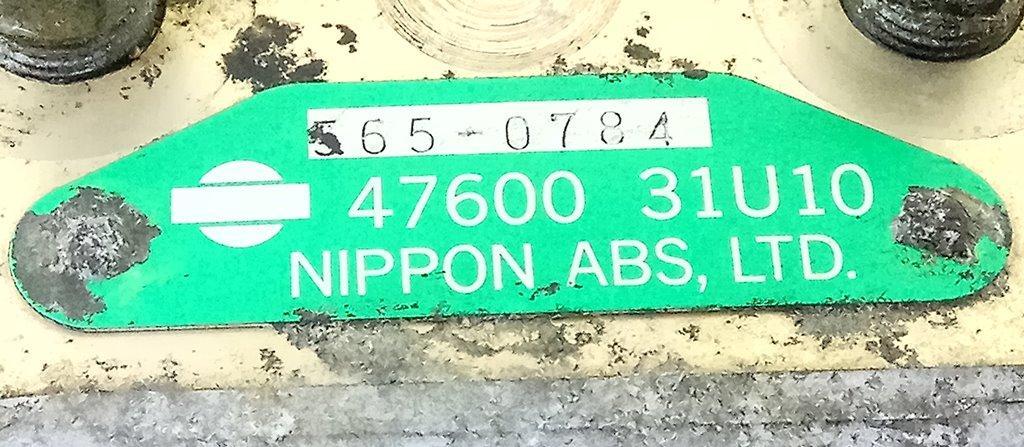 565-0784
47600 31U10
NIPPON ABS, LTD.